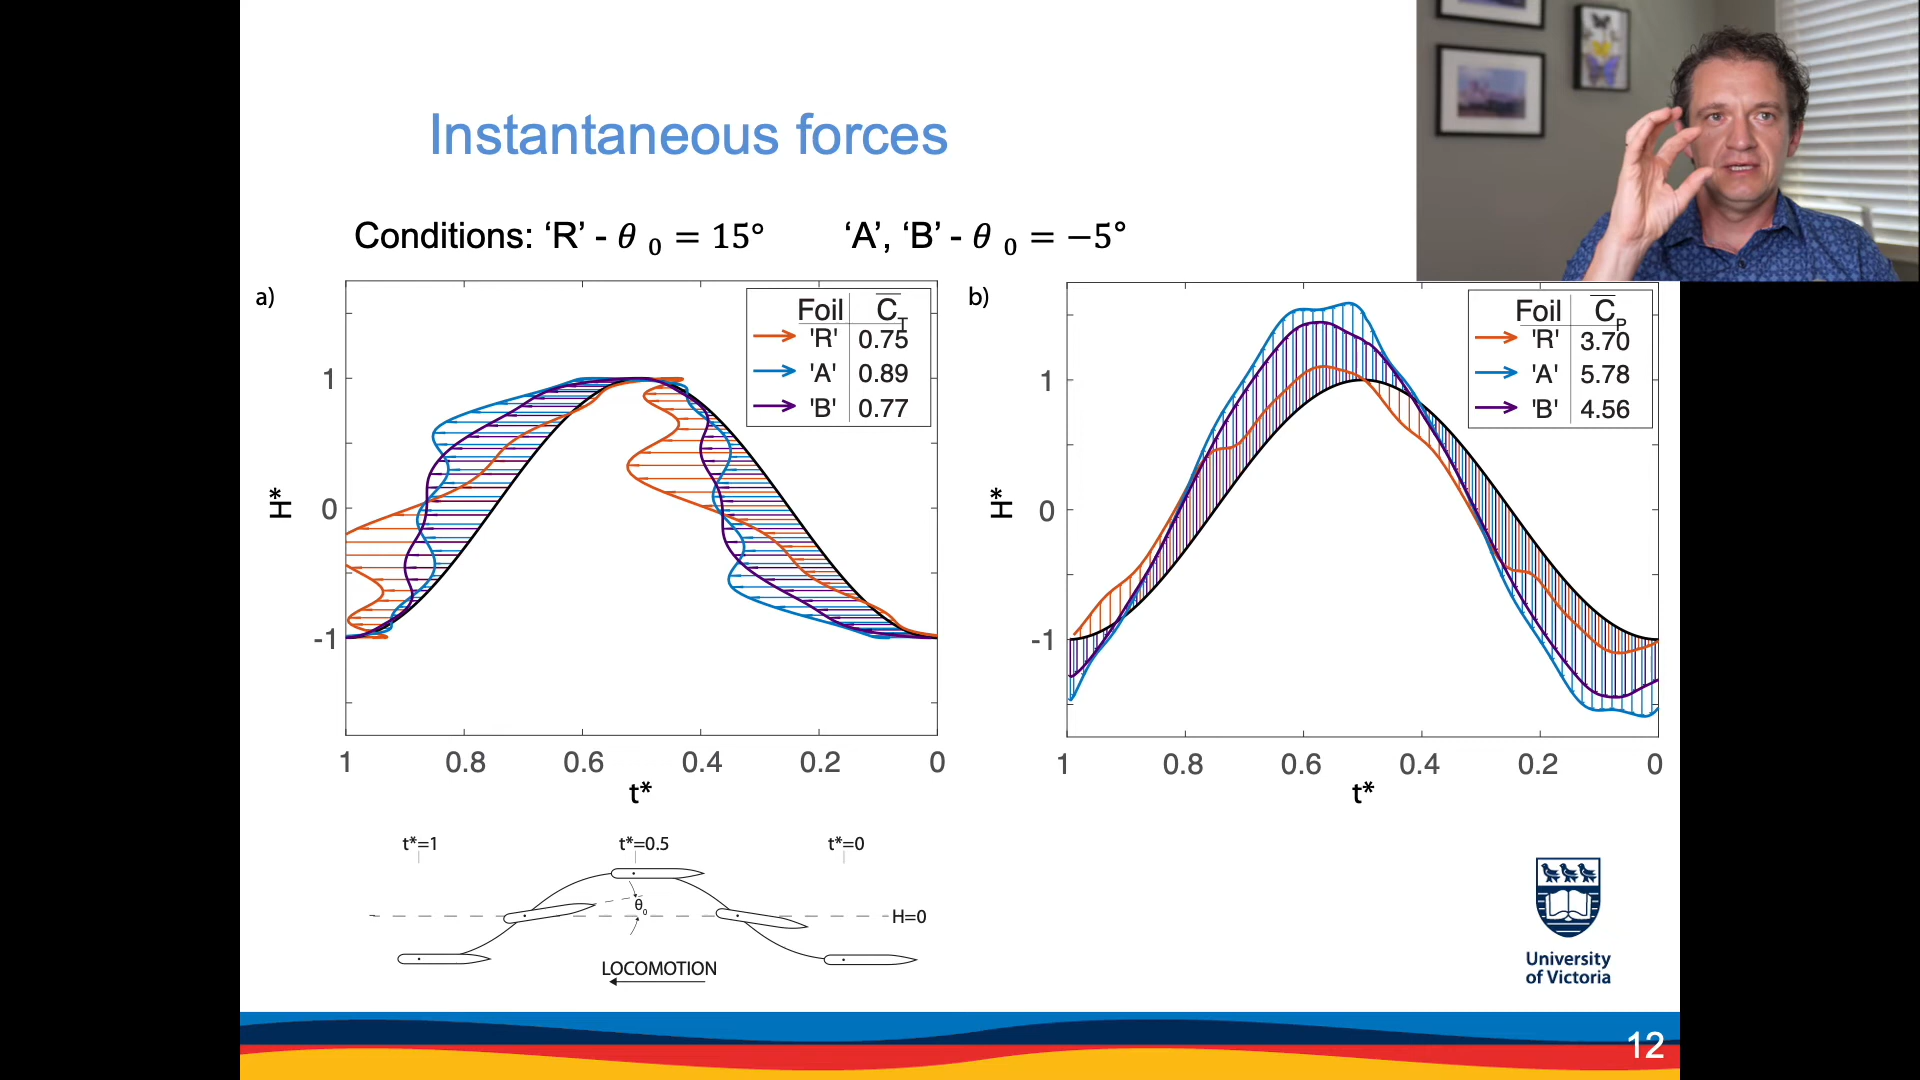 Instantaneous forces
Conditions: ‘R’ - θ 0 = 15° ‘A’, ‘B’ - θ 0 = −5°
a)
Foil C̅T
'R' 0.75
'A' 0.89
'B' 0.77
H*
1
0
-1
1 0.8 0.6 0.4 0.2 0
t*
b)
Foil C̅P
'R' 3.70
'A' 5.78
'B' 4.56
H*
1
0
-1
1 0.8 0.6 0.4 0.2 0
t*
t*=1 t*=0.5 t*=0
θ0
H=0
LOCOMOTION
University
of Victoria
12